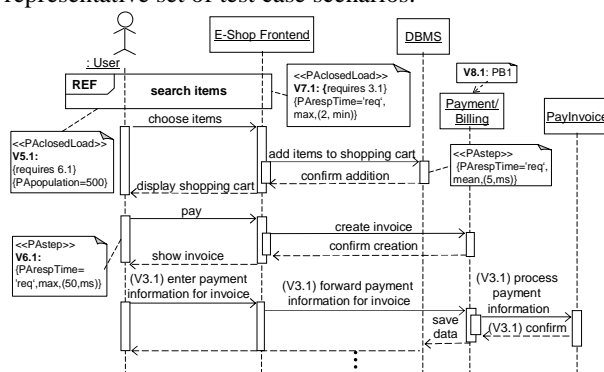 representative set of test case scenarios.
E-Shop Frontend
DBMS
: User
<<PAclosedLoad>>
V7.1: {requires 3.1}
{PArespTime='req',
max,(2, min)}
V8.1: PB1
REF
search items
Payment/
Billing
PayInvoice
choose items
<<PAclosedLoad>>
V5.1:
{requires 6.1}
{PApopulation=500}
add items to shopping cart
<<PAstep>>
{PArespTime='req',
mean,(5,ms)}
confirm addition
display shopping cart
pay
create invoice
<<PAstep>>
V6.1:
{PArespTime=
'req',max,(50,ms)}
confirm creation
show invoice
(V3.1) enter payment
information for invoice
(V3.1) forward payment
information for invoice
(V3.1) process
payment
information
save
data
(V3.1) confirm